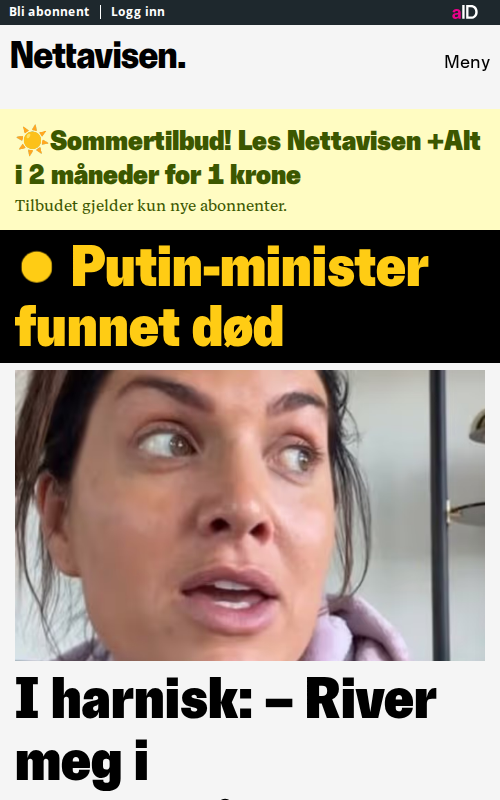 Bli abonnent | Logg inn
aID
Nettavisen.
Meny
☀️Sommertilbud! Les Nettavisen +Alt
i 2 måneder for 1 krone
Tilbudet gjelder kun nye abonnenter.
Putin-minister
funnet død
I harnisk: – River
meg i